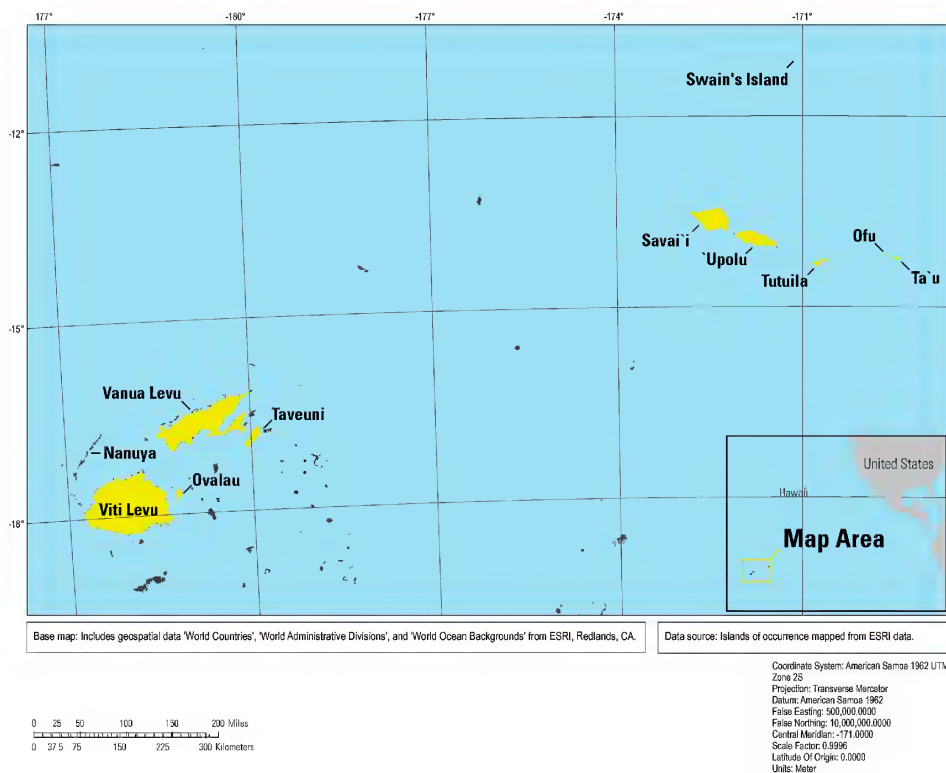 177° -160° -177° -174° -171°
Swain's Island
-12°
Savai`i
`Upolu
Ofu
Tutuila
Ta`u
-15°
Vanua Levu
Taveuni
Nanuya
Ovalau
Viti Levu
-18°
United States
Hawaii
Map Area
Base map: Includes geospatial data 'World Countries', 'World Administrative Divisions', and 'World Ocean Backgrounds' from ESRI, Redlands, CA.
Data source: Islands of occurrence mapped from ESRI data.
Coordinate System: American Samoa 1962 UTM
Zone 2S
Projection: Transverse Mercator
Datum: American Samoa 1962
False Easting: 500,000.0000
False Northing: 10,000,000.0000
Central Meridian: -171.0000
Scale Factor: 0.9996
Latitude Of Origin: 0.0000
Units: Meter
0 25 50 100 150 200 Miles
0 37 5 75 150 225 300 Kilometers